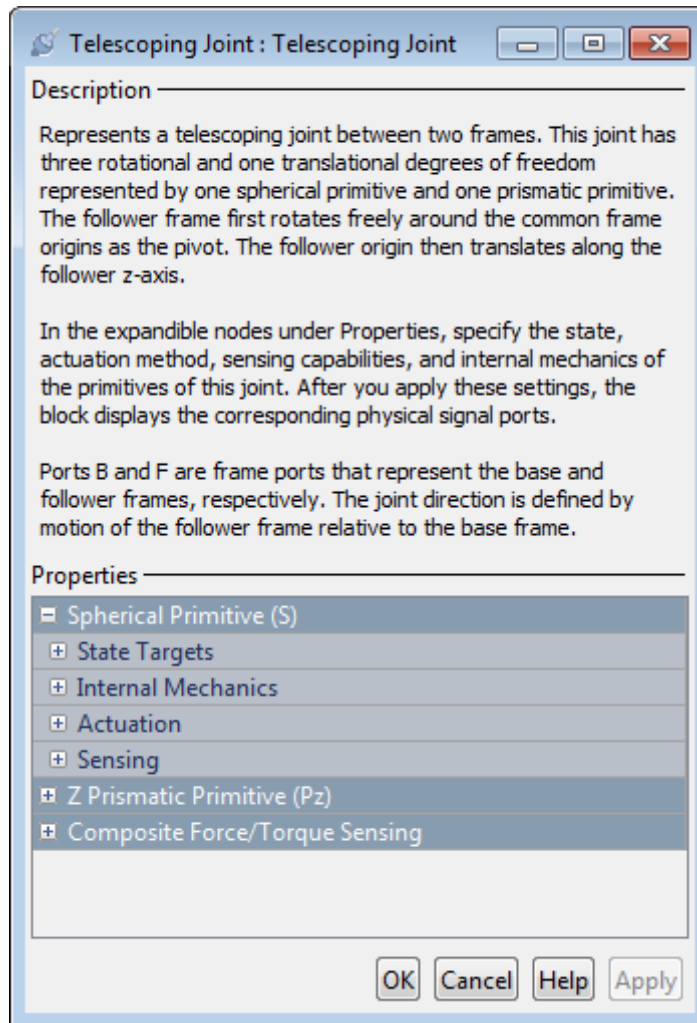 Telescoping Joint : Telescoping Joint
Description
Represents a telescoping joint between two frames. This joint has
three rotational and one translational degrees of freedom
represented by one spherical primitive and one prismatic primitive.
The follower frame first rotates freely around the common frame
origins as the pivot. The follower origin then translates along the
follower z-axis.
In the expandible nodes under Properties, specify the state,
actuation method, sensing capabilities, and internal mechanics of
the primitives of this joint. After you apply these settings, the
block displays the corresponding physical signal ports.
Ports B and F are frame ports that represent the base and
follower frames, respectively. The joint direction is defined by
motion of the follower frame relative to the base frame.
Properties
Spherical Primitive (S)
State Targets
Internal Mechanics
Actuation
Sensing
Z Prismatic Primitive (Pz)
Composite Force/Torque Sensing
OK Cancel Help Apply